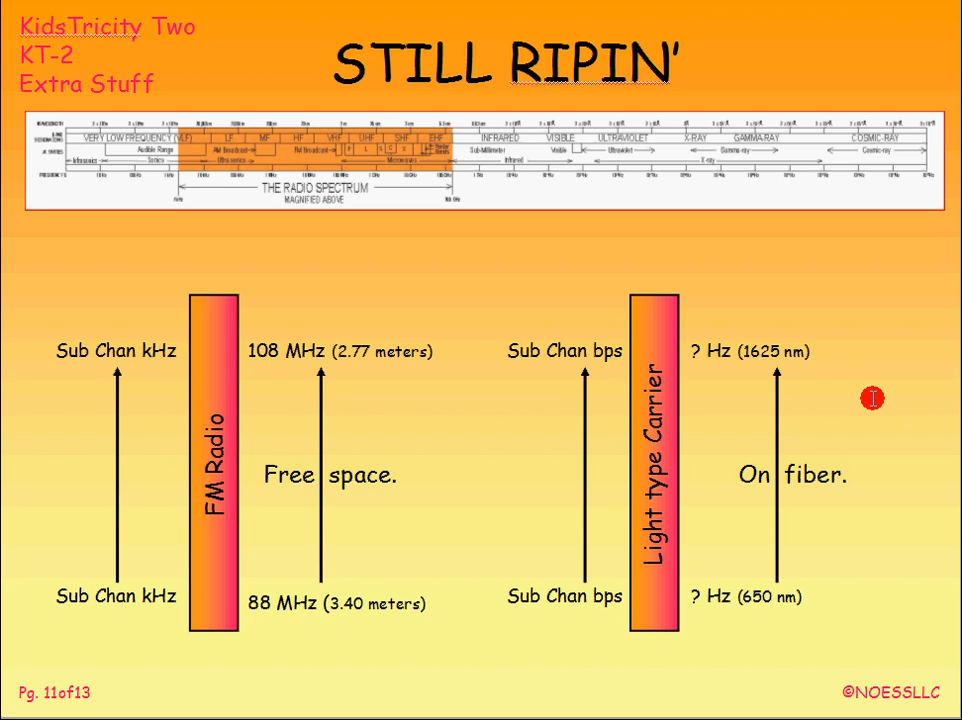 KidsTricity Two
KT-2
Extra Stuff
STILL RIPIN'
VERY LOW FREQUENCY (VLF) LF MF HF VHF UHF SHF EHF INFRARED VISIBLE ULTRAVIOLET X-RAY GAMMA-RAY COSMIC-RAY
Audible Range AM Broadcast FM Broadcast Sub-Millimeter Visible Ultraviolet Gamma-ray Cosmic-ray
Infrasonics Sonics Ultrasonics Microwaves Infrared X-ray
THE RADIO SPECTRUM
MAGNIFIED ABOVE
Sub Chan kHz
108 MHz (2.77 meters)
Sub Chan bps
? Hz (1625 nm)
FM Radio
Free space.
Light type Carrier
On fiber.
Sub Chan kHz
88 MHz (3.40 meters)
Sub Chan bps
? Hz (650 nm)
Pg. 11of13
©NOESSLLC